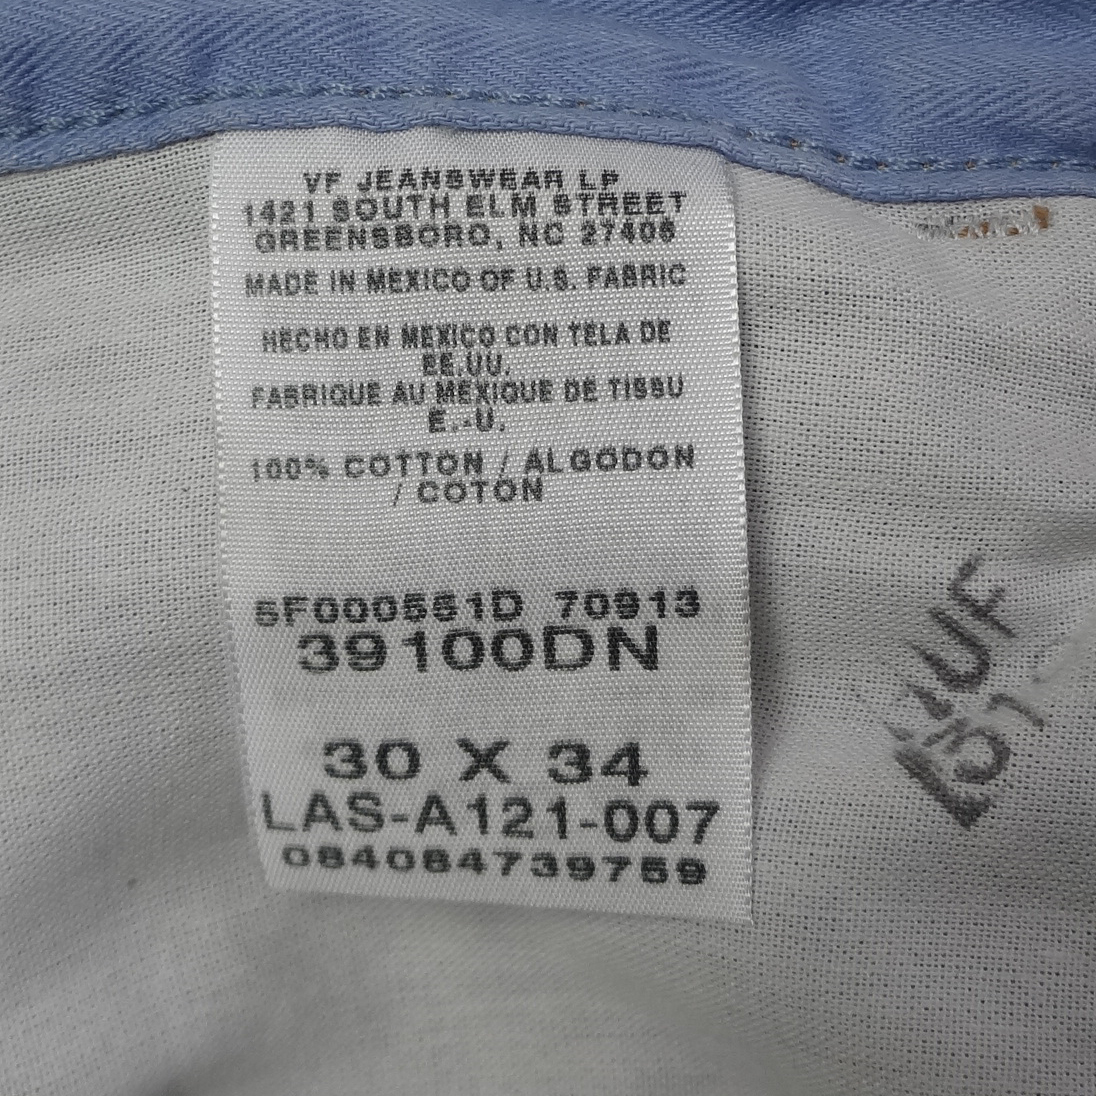 VF JEANSWEAR LP
1421 SOUTH ELM STREET
GREENSBORO, NC 27406
MADE IN MEXICO OF U.S. FABRIC
HECHO EN MEXICO CON TELA DE
EE.UU.
FABRIQUE AU MEXIQUE DE TISSU
E.-U.
100% COTTON / ALGODON
/ COTON
5F000561D 70913
39100DN
30 X 34
LAS-A121-007
084084739759